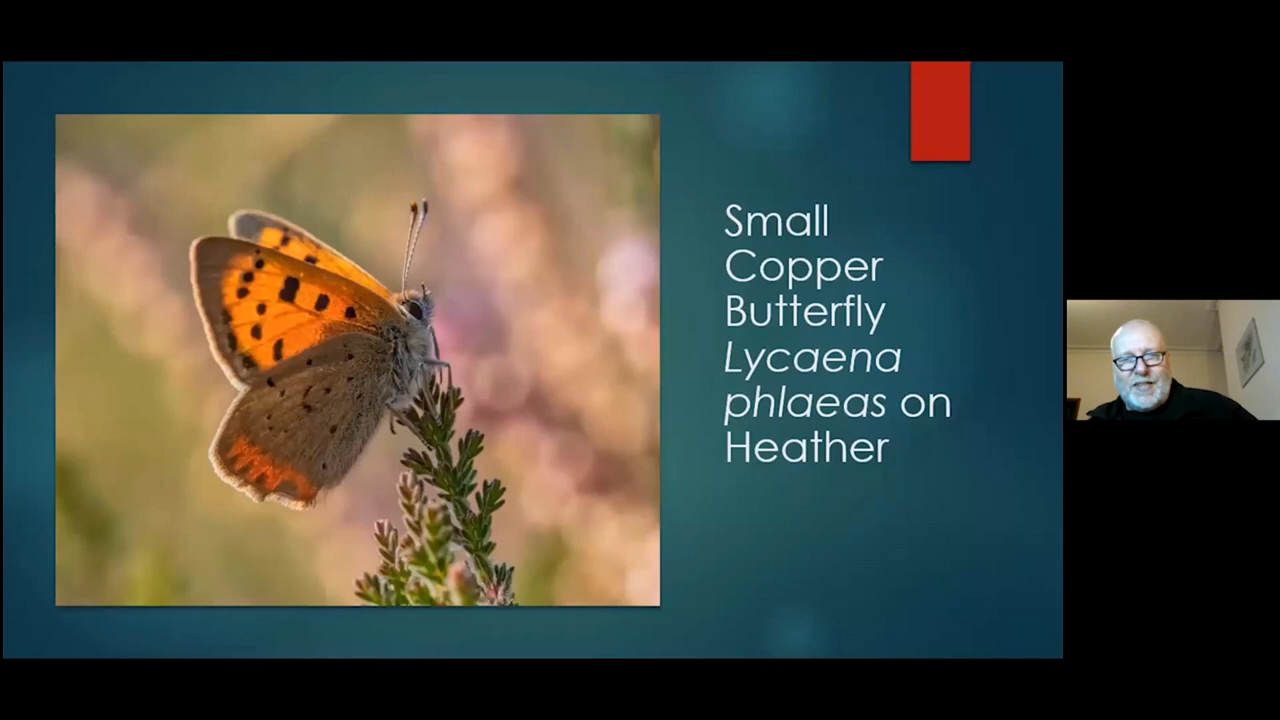 Small
Copper
Butterfly
Lycaena
phlaeas on
Heather